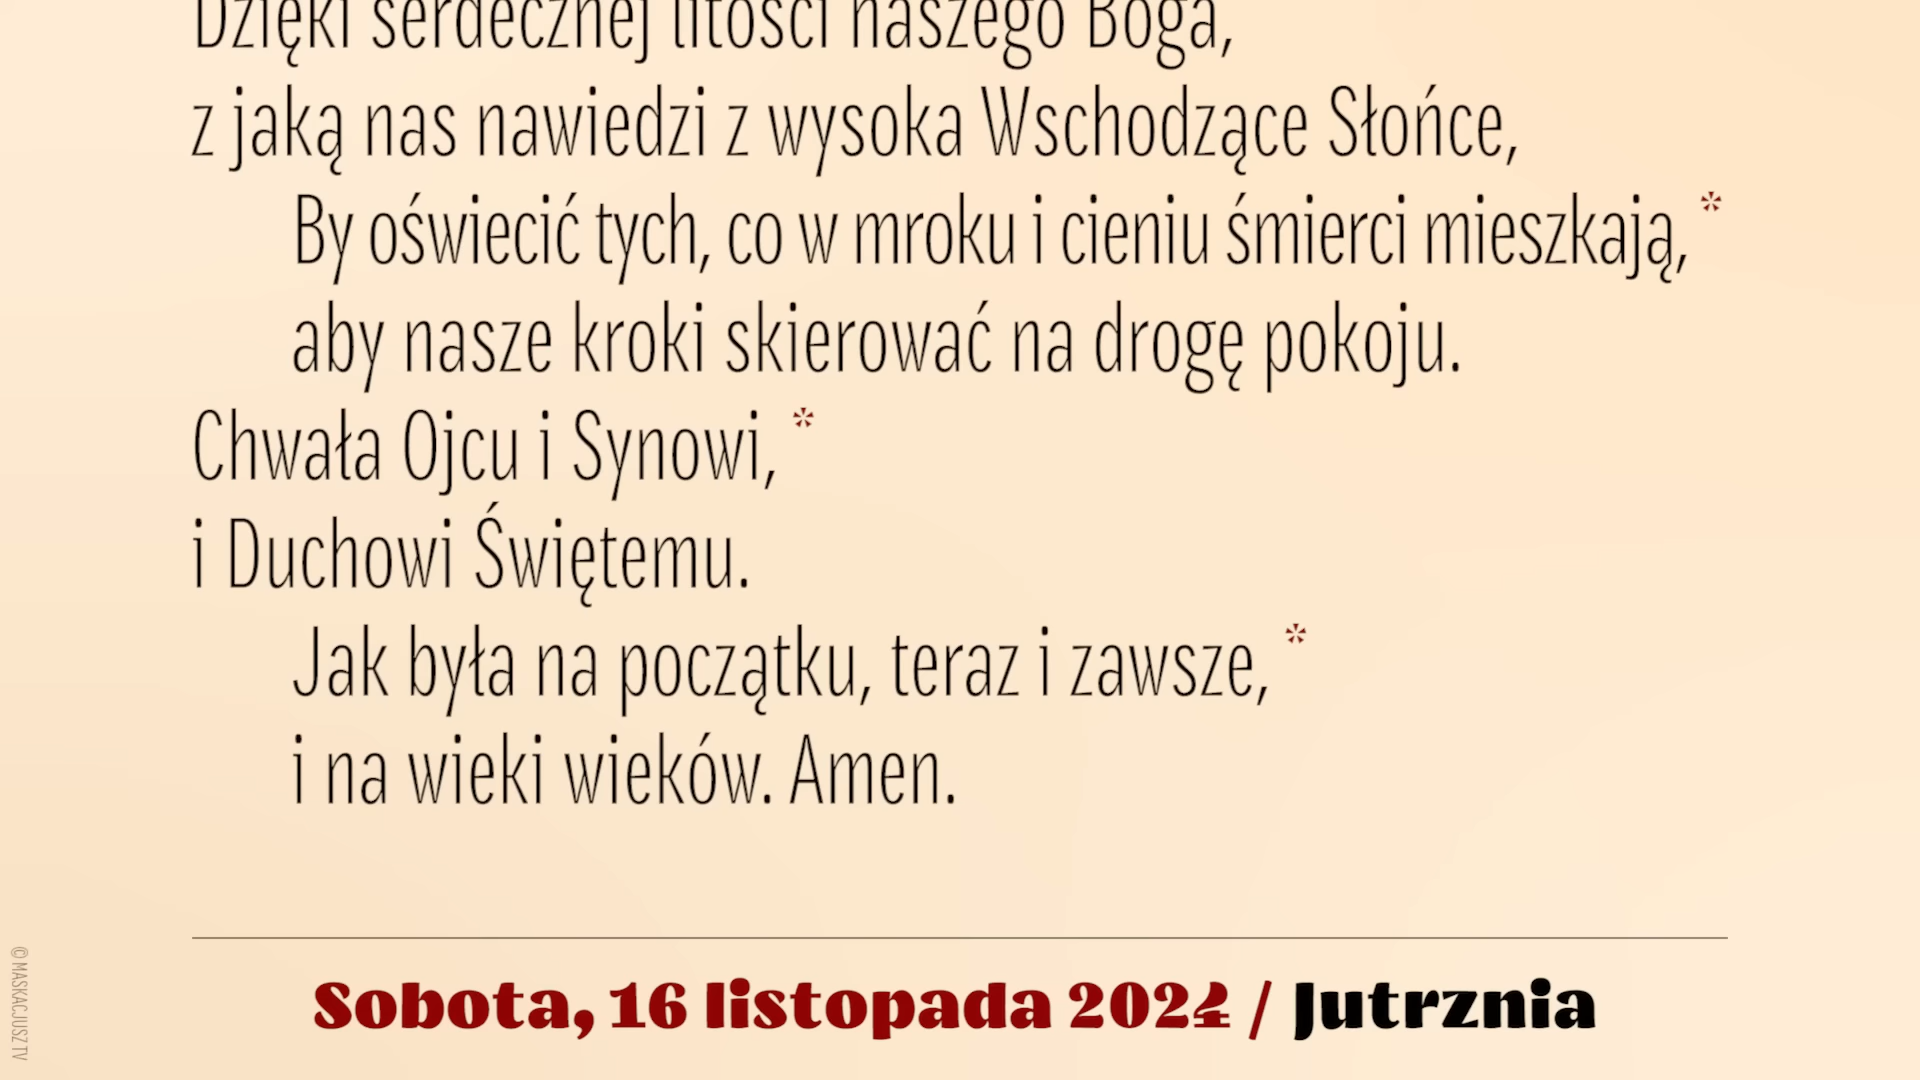 Dzięki serdecznej litości naszego Boga,
z jaką nas nawiedzi z wysoka Wschodzące Słońce,
By oświecić tych, co w mroku i cieniu śmierci mieszkają, *
aby nasze kroki skierować na drogę pokoju.
Chwała Ojcu i Synowi, *
i Duchowi Świętemu.
Jak była na początku, teraz i zawsze, *
i na wieki wieków. Amen.
Sobota, 16 listopada 2024 / Jutrznia
© MASKACJUSZ TV